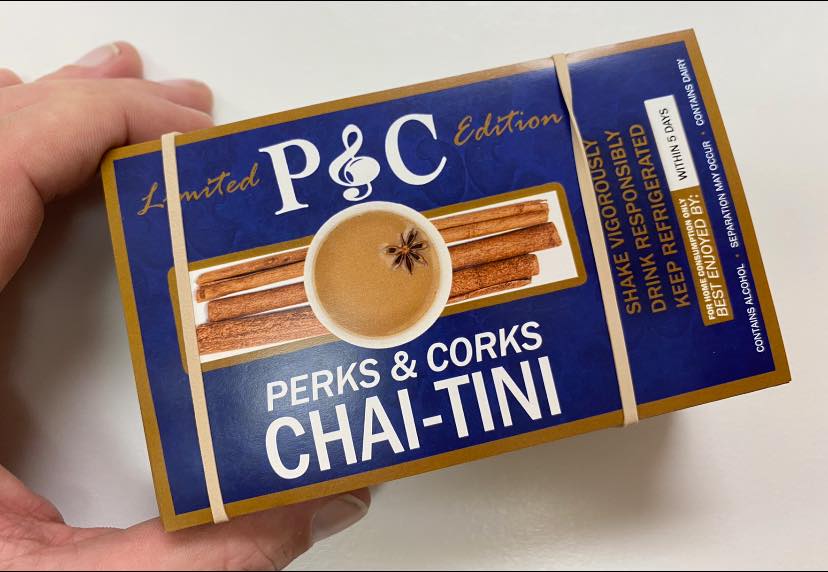 Limited P&C Edition
PERKS & CORKS
CHAI-TINI
SHAKE VIGOROUSLY
DRINK RESPONSIBLY
KEEP REFRIGERATED
FOR HOME CONSUMPTION ONLY
BEST ENJOYED BY: WITHIN 5 DAYS
CONTAINS ALCOHOL • SEPARATION MAY OCCUR • CONTAINS DAIRY